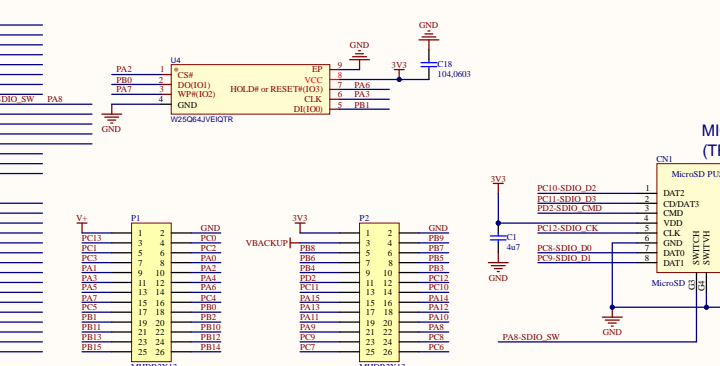 GND
U4
GND
3V3
C18
104,0603
PA2 1 CS# EP 9
PB0 2 DO(IO1) VCC 8
PA7 3 WP#(IO2) HOLD# or RESET#(IO3) 7 PA6
4 GND CLK 6 PA3
DI(IO0) 5 PB1
GND
W25Q64JVEIQTR
DIO_SW PA8
CN1
MicroSD PU
3V3
PC10-SDIO_D2 1 DAT2
PC11-SDIO_D3 2 CD/DAT3
PD2-SDIO_CMD 3 CMD
4 VDD
PC12-SDIO_CK 5 CLK
6 GND
PC8-SDIO_D0 7 DAT0
PC9-SDIO_D1 8 DAT1
SWITCH
SWITVH
G3
G4
MicroSD
C1
4u7
GND
GND
PA8-SDIO_SW
V+ P1
1 2 GND
PC13 3 4 PC0
PC1 5 6 PC2
PC3 7 8 PA0
PA1 9 10 PA2
PA3 11 12 PA4
PA5 13 14 PA6
PA7 15 16 PC4
PC5 17 18 PB0
PB1 19 20 PB2
PB11 21 22 PB10
PB13 23 24 PB12
PB15 25 26 PB14
3V3 P2
1 2 GND
VBACKUP 3 4 PB9
PB8 5 6 PB7
PB6 7 8 PB5
PB4 9 10 PB3
PD2 11 12 PC12
PC11 13 14 PC10
PA15 15 16 PA14
PA13 17 18 PA12
PA11 19 20 PA10
PA9 21 22 PA8
PC9 23 24 PC8
PC7 25 26 PC6